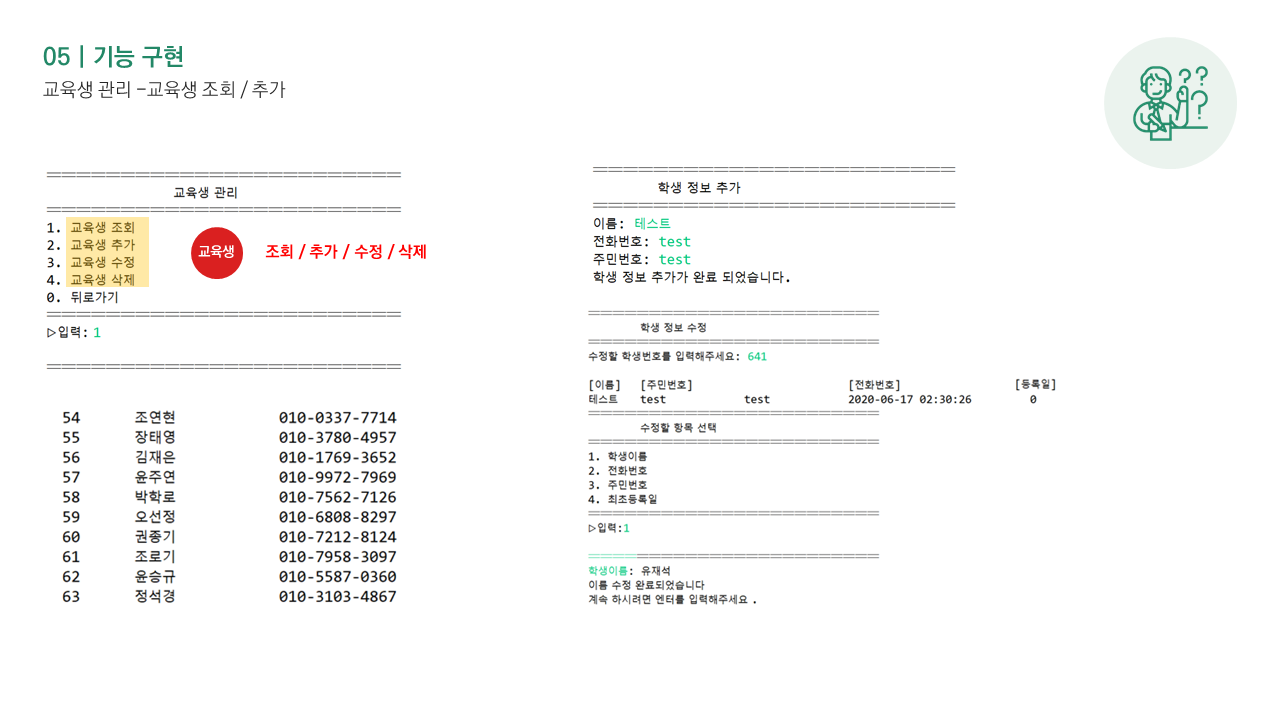 05 | 기능 구현
교육생 관리 –교육생 조회 / 추가
교육생 관리
1. 교육생 조회
2. 교육생 추가
3. 교육생 수정
4. 교육생 삭제
0. 뒤로가기
교육생
조회 / 추가 / 수정 / 삭제
▷입력: 1
54 조연현 010-0337-7714
55 장태영 010-3780-4957
56 김재은 010-1769-3652
57 윤주연 010-9972-7969
58 박학로 010-7562-7126
59 오선정 010-6808-8297
60 권종기 010-7212-8124
61 조로기 010-7958-3097
62 윤승규 010-5587-0360
63 정석경 010-3103-4867
학생 정보 추가
이름: 테스트
전화번호: test
주민번호: test
학생 정보 추가가 완료 되었습니다.
학생 정보 수정
수정할 학생번호를 입력해주세요: 641
[이름] [주민번호] [전화번호] [등록일]
테스트 test test 2020-06-17 02:30:26 0
수정할 항목 선택
1. 학생이름
2. 전화번호
3. 주민번호
4. 최초등록일
▷입력:1
학생이름: 유재석
이름 수정 완료되었습니다
계속 하시려면 엔터를 입력해주세요 .